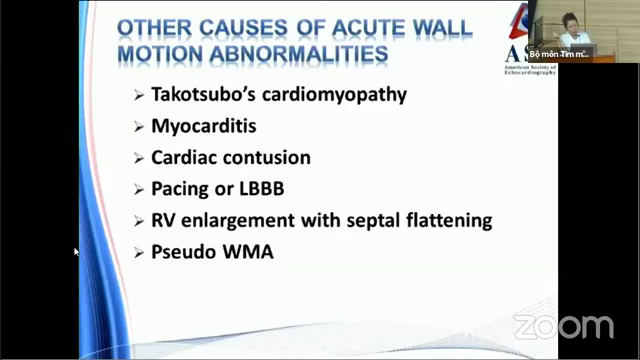 OTHER CAUSES OF ACUTE WALL
MOTION ABNORMALITIES
AS
American Society of
Echocardiography
Bộ môn Tim m...
➢ Takotsubo's cardiomyopathy
➢ Myocarditis
➢ Cardiac contusion
➢ Pacing or LBBB
➢ RV enlargement with septal flattening
➢ Pseudo WMA
zoom